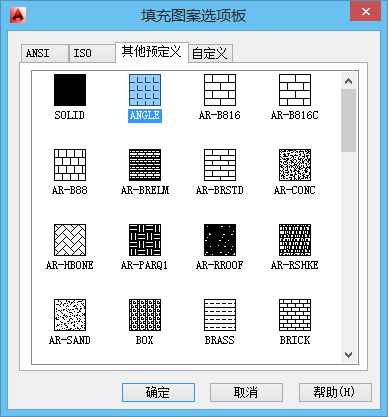 填充图案选项板
ANSI ISO 其他预定义 自定义
SOLID ANGLE AR-B816 AR-B816C
AR-B88 AR-BRELM AR-BRSTD AR-CONC
AR-HBONE AR-PARQ1 AR-RROOF AR-RSHKE
AR-SAND BOX BRASS BRICK
确定 取消 帮助(H)